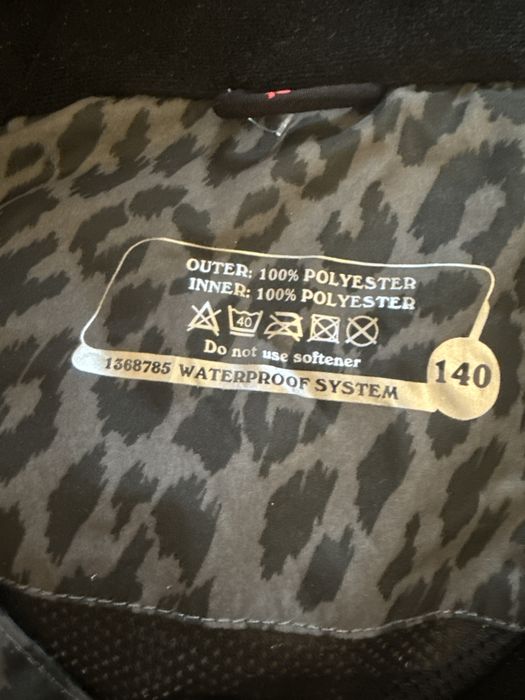 OUTER: 100% POLYESTER
INNER: 100% POLYESTER
40
Do not use softener
1368785 WATERPROOF SYSTEM
140